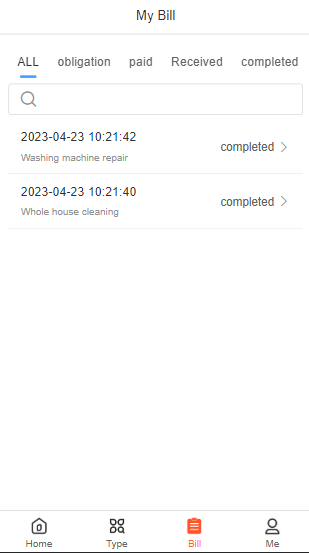 My Bill
ALL obligation paid Received completed
2023-04-23 10:21:42
Washing machine repair
completed
2023-04-23 10:21:40
Whole house cleaning
completed
Home Type Bill Me